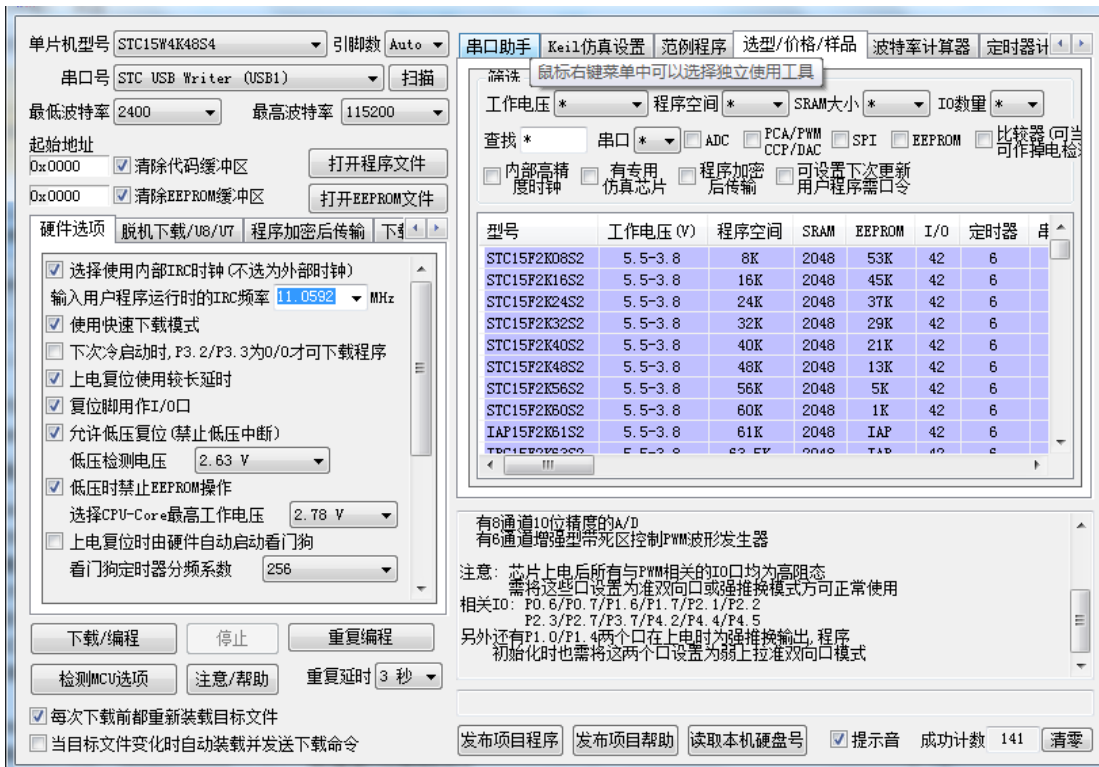 单片机型号 STC15W4K48S4 引脚数 Auto
串口号 STC USB Writer (USB1) 扫描
最低波特率 2400 最高波特率 115200
起始地址
0x0000 清除代码缓冲区 打开程序文件
0x0000 清除EEPROM缓冲区 打开EEPROM文件
硬件选项 脱机下载/U8/U7 程序加密后传输
选择使用内部IRC时钟(不选为外部时钟)
输入用户程序运行时的IRC频率 11.0592 MHz
使用快速下载模式
下次冷启动时,P3.2/P3.3为0/0才可下载程序
上电复位使用较长延时
复位脚用作I/O口
允许低压复位(禁止低压中断)
低压检测电压 2.63 V
低压时禁止EEPROM操作
选择CPU-Core最高工作电压 2.78 V
上电复位时由硬件自动启动看门狗
看门狗定时器分频系数 256
下载/编程 停止 重复编程
检测MCU选项 注意/帮助 重复延时 3 秒
每次下载前都重新装载目标文件
当目标文件变化时自动装载并发送下载命令
串口助手 Keil仿真设置 范例程序 选型/价格/样品 波特率计算器 定时器计
筛选 鼠标右键菜单中可以选择独立使用工具
工作电压 * 程序空间 * SRAM大小 * IO数量 *
查找 * 串口 * ADC PCA/PWM CCP/DAC SPI EEPROM 比较器(可当 可作掉电检
内部高精度时钟 有专用仿真芯片 程序加密后传输 可设置下次更新用户程序需口令
型号 工作电压(V) 程序空间 SRAM EEPROM I/O 定时器
STC15F2K08S2 5.5-3.8 8K 2048 53K 42 6
STC15F2K16S2 5.5-3.8 16K 2048 45K 42 6
STC15F2K24S2 5.5-3.8 24K 2048 37K 42 6
STC15F2K32S2 5.5-3.8 32K 2048 29K 42 6
STC15F2K40S2 5.5-3.8 40K 2048 21K 42 6
STC15F2K48S2 5.5-3.8 48K 2048 13K 42 6
STC15F2K56S2 5.5-3.8 56K 2048 5K 42 6
STC15F2K60S2 5.5-3.8 60K 2048 1K 42 6
IAP15F2K61S2 5.5-3.8 61K 2048 IAP 42 6
有8通道10位精度的A/D
有6通道增强型带死区控制PWM波形发生器
注意: 芯片上电后所有与PWM相关的IO口均为高阻态
需将这些口设置为准双向口或强推挽模式方可正常使用
相关IO: P0.6/P0.7/P1.6/P1.7/P2.1/P2.2
P2.3/P2.7/P3.7/P4.2/P4.4/P4.5
另外还有P1.0/P1.4两个口在上电时为强推挽输出,程序
初始化时也需将这两个口设置为弱上拉准双向口模式
发布项目程序 发布项目帮助 读取本机硬盘号 提示音 成功计数 141 清零